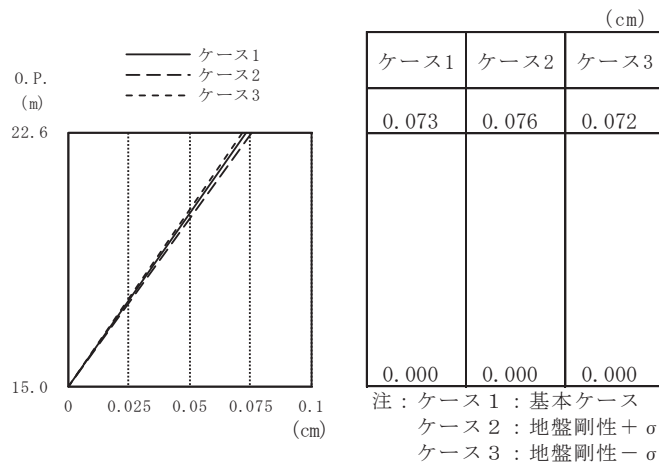 ケース1
ケース2
ケース3
O.P.
(m)
22.6
15.0
0 0.025 0.05 0.075 0.1
(cm)
(cm)
ケース1 ケース2 ケース3
0.073 0.076 0.072
0.000 0.000 0.000
注：ケース1：基本ケース
ケース2：地盤剛性＋σ
ケース3：地盤剛性－σ